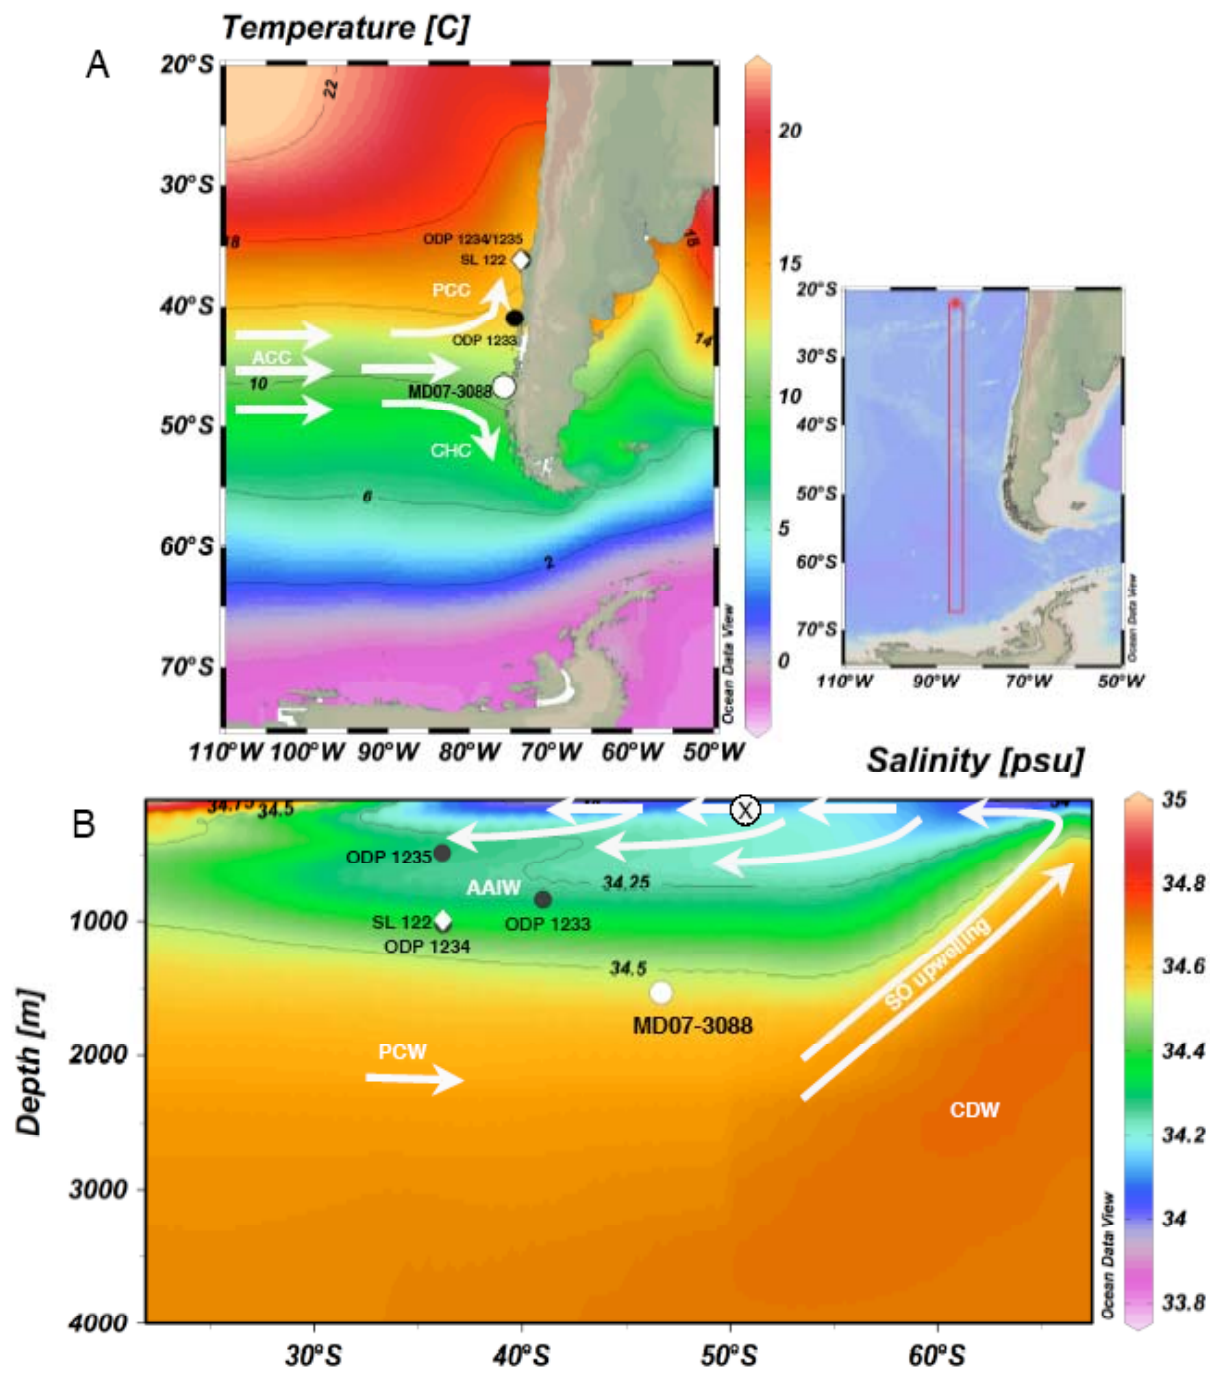 Temperature [C]
A
20°S
30°S
40°S
50°S
60°S
70°S
110°W 100°W 90°W 80°W 70°W 60°W 50°W
22
18
18
14
10
6
2
ODP 1234/1235
SL 122
PCC
ODP 1233
ACC
MD07-3088
CHC
Ocean Data View
20
15
10
5
0
20°S
30°S
40°S
50°S
60°S
70°S
110°W 90°W 70°W 50°W
Ocean Data View
Salinity [psu]
B
34.75 34.5
34
X
ODP 1235
AAIW
34.25
SL 122
ODP 1233
ODP 1234
34.5
MD07-3088
SO upwelling
PCW
CDW
1000
2000
3000
4000
Depth [m]
30°S 40°S 50°S 60°S
Ocean Data View
35
34.8
34.6
34.4
34.2
34
33.8